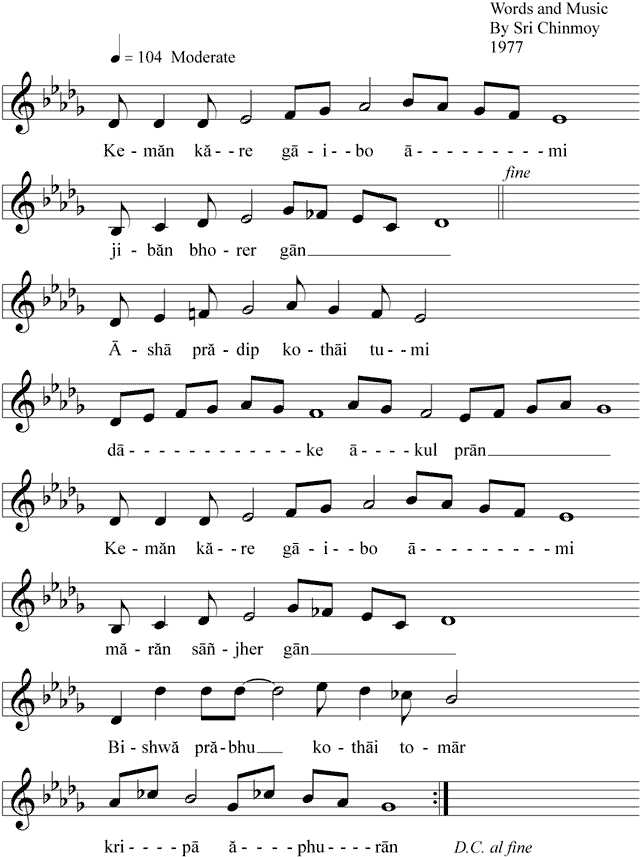 Words and Music
By Sri Chinmoy
1977
= 104 Moderate
Ke-măn kă--re gā-i--bo ā---------mi
fine
ji-băn bho-rer gān
Ā-shā pră-dip ko-thāi tu--mi
dā------------ke ā----kul prān
Ke-măn kă--re gā-i--bo ā---------mi
mă-răn sāñ-jher gān
Bi-shwă pră-bhu ko-thāi to-mār
kri----pā ă----phu---rān D.C. al fine